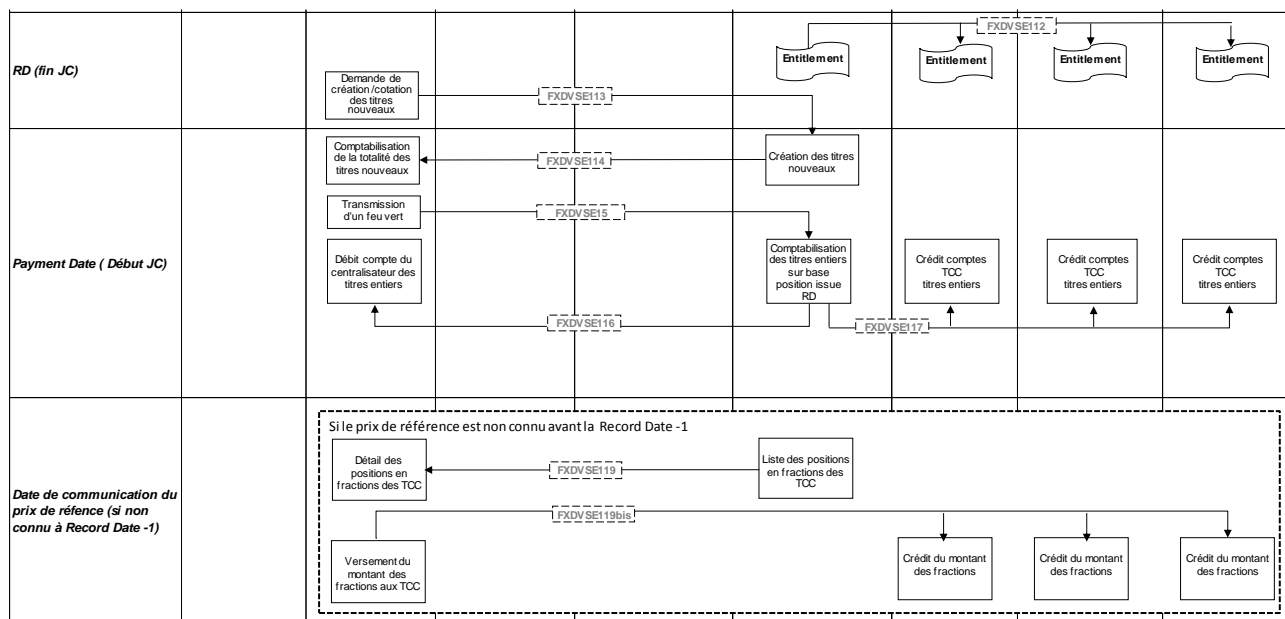 RD (fin JC)
FXDVSE112
Entitlement
Entitlement
Entitlement
Entitlement
Demande de
création/cotation
des titres
nouveaux
FXDVSE113
Payment Date ( Début JC)
Comptabilisation
de la totalité des
titres nouveaux
FXDVSE114
Création des titres
nouveaux
Transmission
d'un feu vert
FXDVSE15
Débit compte du
centralisateur des
titres entiers
Comptabilisation
des titres entiers
sur base
position issue
RD
Crédit comptes
TCC
titres entiers
Crédit comptes
TCC
titres entiers
Crédit comptes
TCC
titres entiers
FXDVSE116
FXDVSE117
Date de communication du
prix de réfence (si non
connu à Record Date -1)
Si le prix de référence est non connu avant la Record Date -1
Détail des
positions en
fractions des TCC
FXDVSE119
Liste des positions
en fractions des
TCC
FXDVSE119bis
Versement du
montant des
fractions aux TCC
Crédit du montant
des fractions
Crédit du montant
des fractions
Crédit du montant
des fractions